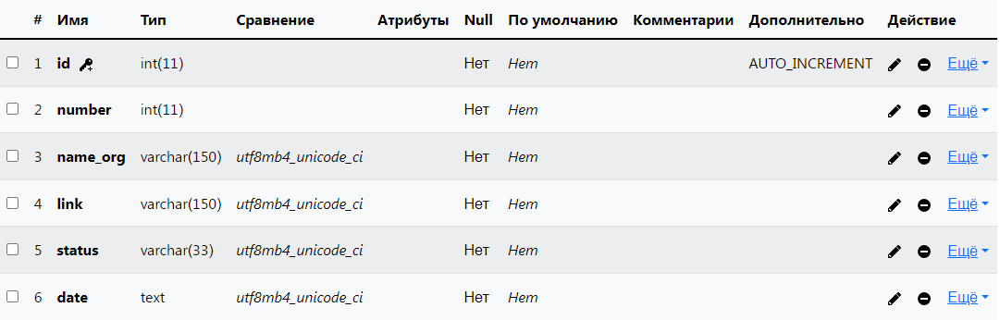 # Имя Тип Сравнение Атрибуты Null По умолчанию Комментарии Дополнительно Действие
1 id int(11) Нет Нет AUTO_INCREMENT Ещё
2 number int(11) Нет Нет Ещё
3 name_org varchar(150) utf8mb4_unicode_ci Нет Нет Ещё
4 link varchar(150) utf8mb4_unicode_ci Нет Нет Ещё
5 status varchar(33) utf8mb4_unicode_ci Нет Нет Ещё
6 date text utf8mb4_unicode_ci Нет Нет Ещё